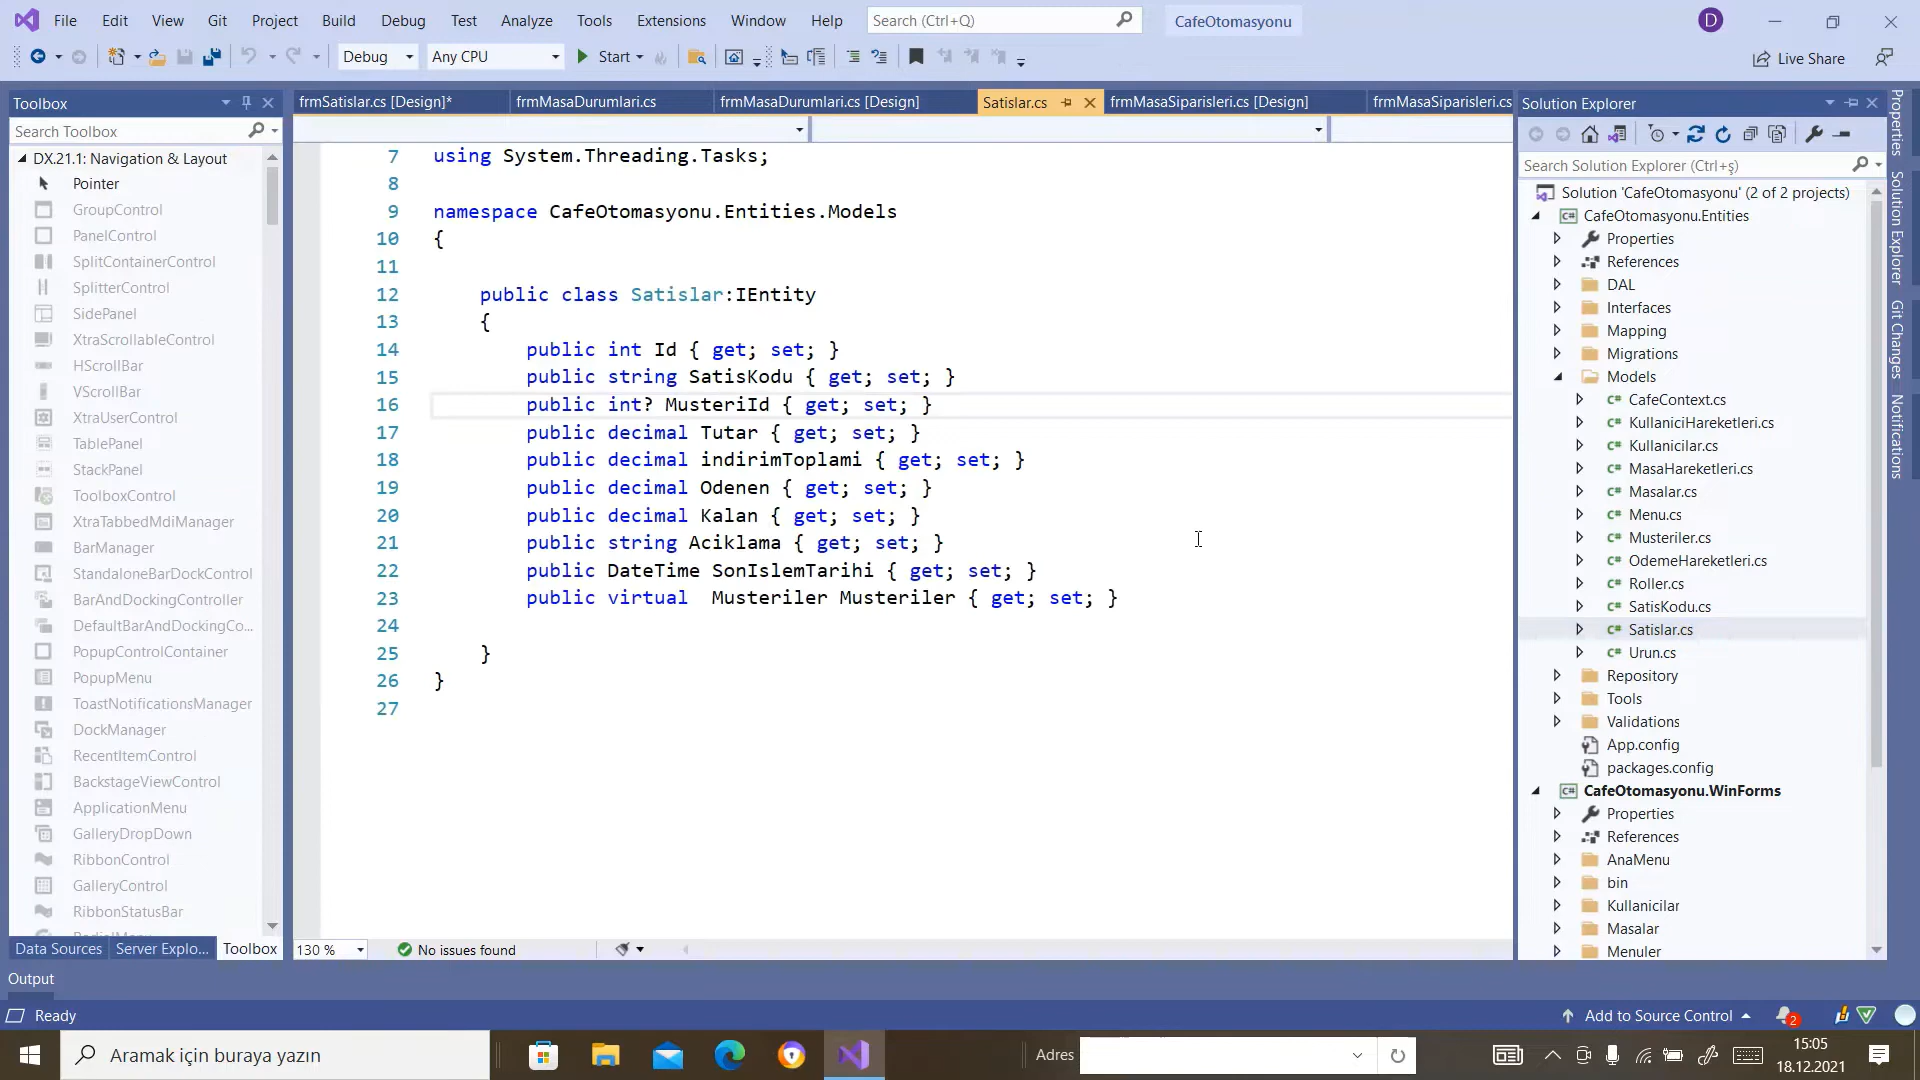 File Edit View Git Project Build Debug Test Analyze Tools Extensions Window Help Search (Ctrl+Q) CafeOtomasyonu D
Debug Any CPU Start Live Share
Toolbox
Search Toolbox
DX.21.1: Navigation & Layout
Pointer
GroupControl
PanelControl
SplitContainerControl
SplitterControl
SidePanel
XtraScrollableControl
HScrollBar
VScrollBar
XtraUserControl
TablePanel
StackPanel
ToolboxControl
XtraTabbedMdiManager
BarManager
StandaloneBarDockControl
BarAndDockingController
DefaultBarAndDockingCo...
PopupControlContainer
PopupMenu
ToastNotificationsManager
DockManager
RecentItemControl
BackstageViewControl
ApplicationMenu
GalleryDropDown
RibbonControl
GalleryControl
RibbonStatusBar
Data Sources Server Explo... Toolbox
frmSatislar.cs [Design]* frmMasaDurumlari.cs frmMasaDurumlari.cs [Design] Satislar.cs frmMasaSiparisleri.cs [Design] frmMasaSiparisleri.cs
7 using System.Threading.Tasks;
8
9 namespace CafeOtomasyonu.Entities.Models
10 {
11
12 public class Satislar:IEntity
13 {
14 public int Id { get; set; }
15 public string SatisKodu { get; set; }
16 public int? MusteriId { get; set; }
17 public decimal Tutar { get; set; }
18 public decimal indirimToplami { get; set; }
19 public decimal Odenen { get; set; }
20 public decimal Kalan { get; set; }
21 public string Aciklama { get; set; }
22 public DateTime SonIslemTarihi { get; set; }
23 public virtual  Musteriler Musteriler { get; set; }
24
25 }
26 }
27
130 % No issues found
Solution Explorer
Search Solution Explorer (Ctrl+ş)
Solution 'CafeOtomasyonu' (2 of 2 projects)
CafeOtomasyonu.Entities
Properties
References
DAL
Interfaces
Mapping
Migrations
Models
CafeContext.cs
KullaniciHareketleri.cs
Kullanicilar.cs
MasaHareketleri.cs
Masalar.cs
Menu.cs
Musteriler.cs
OdemeHareketleri.cs
Roller.cs
SatisKodu.cs
Satislar.cs
Urun.cs
Repository
Tools
Validations
App.config
packages.config
CafeOtomasyonu.WinForms
Properties
References
AnaMenu
bin
Kullanicilar
Masalar
Menuler
Properties
Solution Explorer
Git Changes
Notifications
Output
Ready Add to Source Control 2
Aramak için buraya yazın Adres 15:05
18.12.2021